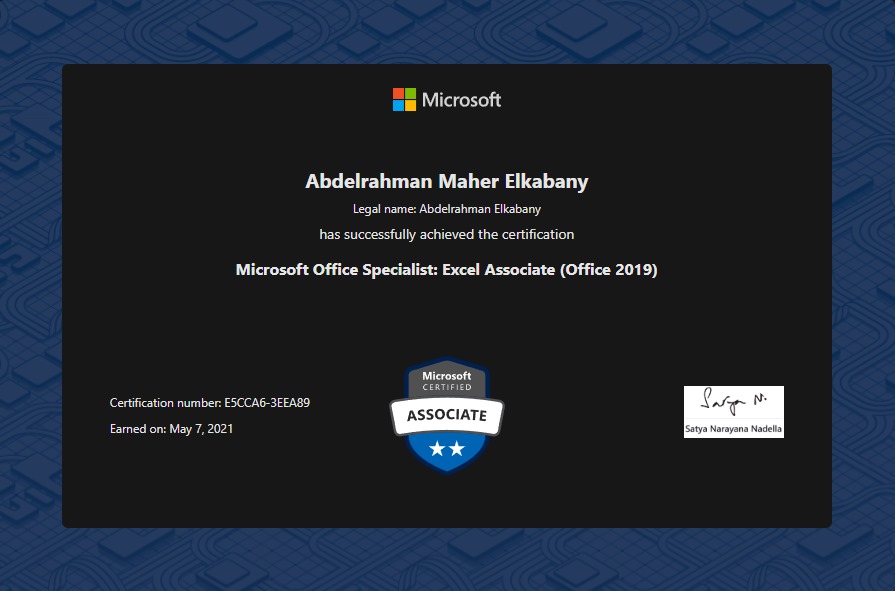 Microsoft
Abdelrahman Maher Elkabany
Legal name: Abdelrahman Elkabany
has successfully achieved the certification
Microsoft Office Specialist: Excel Associate (Office 2019)
Certification number: E5CCA6-3EEA89
Earned on: May 7, 2021
Microsoft
CERTIFIED
ASSOCIATE
Satya N.
Satya Narayana Nadella